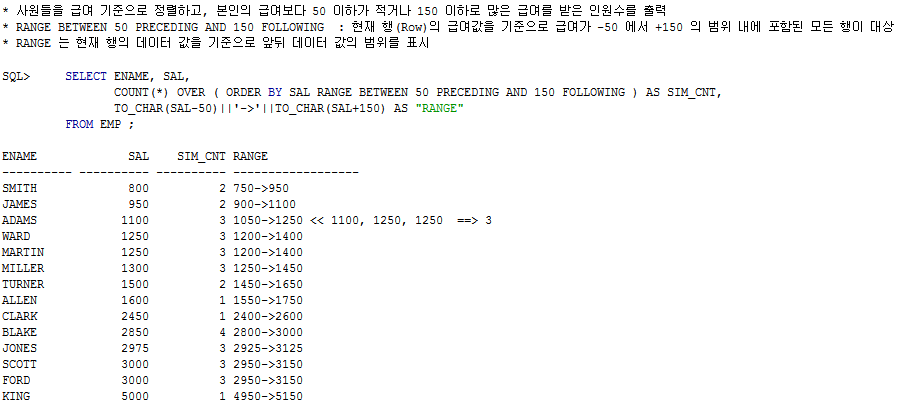 * 사원들을 급여 기준으로 정렬하고, 본인의 급여보다 50 이하가 적거나 150 이하로 많은 급여를 받은 인원수를 출력
* RANGE BETWEEN 50 PRECEDING AND 150 FOLLOWING : 현재 행(Row)의 급여값을 기준으로 급여가 -50 에서 +150 의 범위 내에 포함된 모든 행이 대상
* RANGE 는 현재 행의 데이터 값을 기준으로 앞뒤 데이터 값의 범위를 표시
SQL> SELECT ENAME, SAL,
COUNT(*) OVER ( ORDER BY SAL RANGE BETWEEN 50 PRECEDING AND 150 FOLLOWING ) AS SIM_CNT,
TO_CHAR(SAL-50)||'->'||TO_CHAR(SAL+150) AS "RANGE"
FROM EMP ;
ENAME SAL SIM_CNT RANGE
---------- ---------- ---------- ------------------
SMITH 800 2 750->950
JAMES 950 2 900->1100
ADAMS 1100 3 1050->1250 << 1100, 1250, 1250 ==> 3
WARD 1250 3 1200->1400
MARTIN 1250 3 1200->1400
MILLER 1300 3 1250->1450
TURNER 1500 2 1450->1650
ALLEN 1600 1 1550->1750
CLARK 2450 1 2400->2600
BLAKE 2850 4 2800->3000
JONES 2975 3 2925->3125
SCOTT 3000 3 2950->3150
FORD 3000 3 2950->3150
KING 5000 1 4950->5150